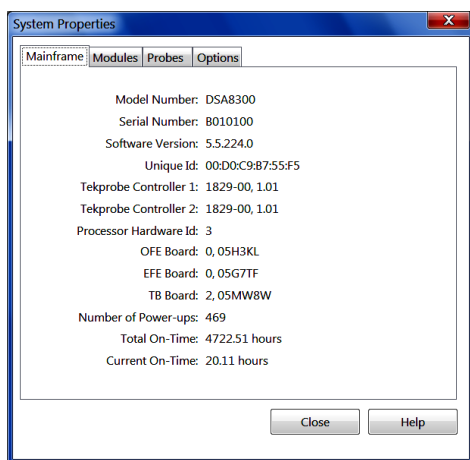 System Properties
Mainframe Modules Probes Options
Model Number: DSA8300
Serial Number: B010100
Software Version: 5.5.224.0
Unique Id: 00:D0:C9:B7:55:F5
Tekprobe Controller 1: 1829-00, 1.01
Tekprobe Controller 2: 1829-00, 1.01
Processor Hardware Id: 3
OFE Board: 0, 05H3KL
EFE Board: 0, 05G7TF
TB Board: 2, 05MW8W
Number of Power-ups: 469
Total On-Time: 4722.51 hours
Current On-Time: 20.11 hours
Close Help